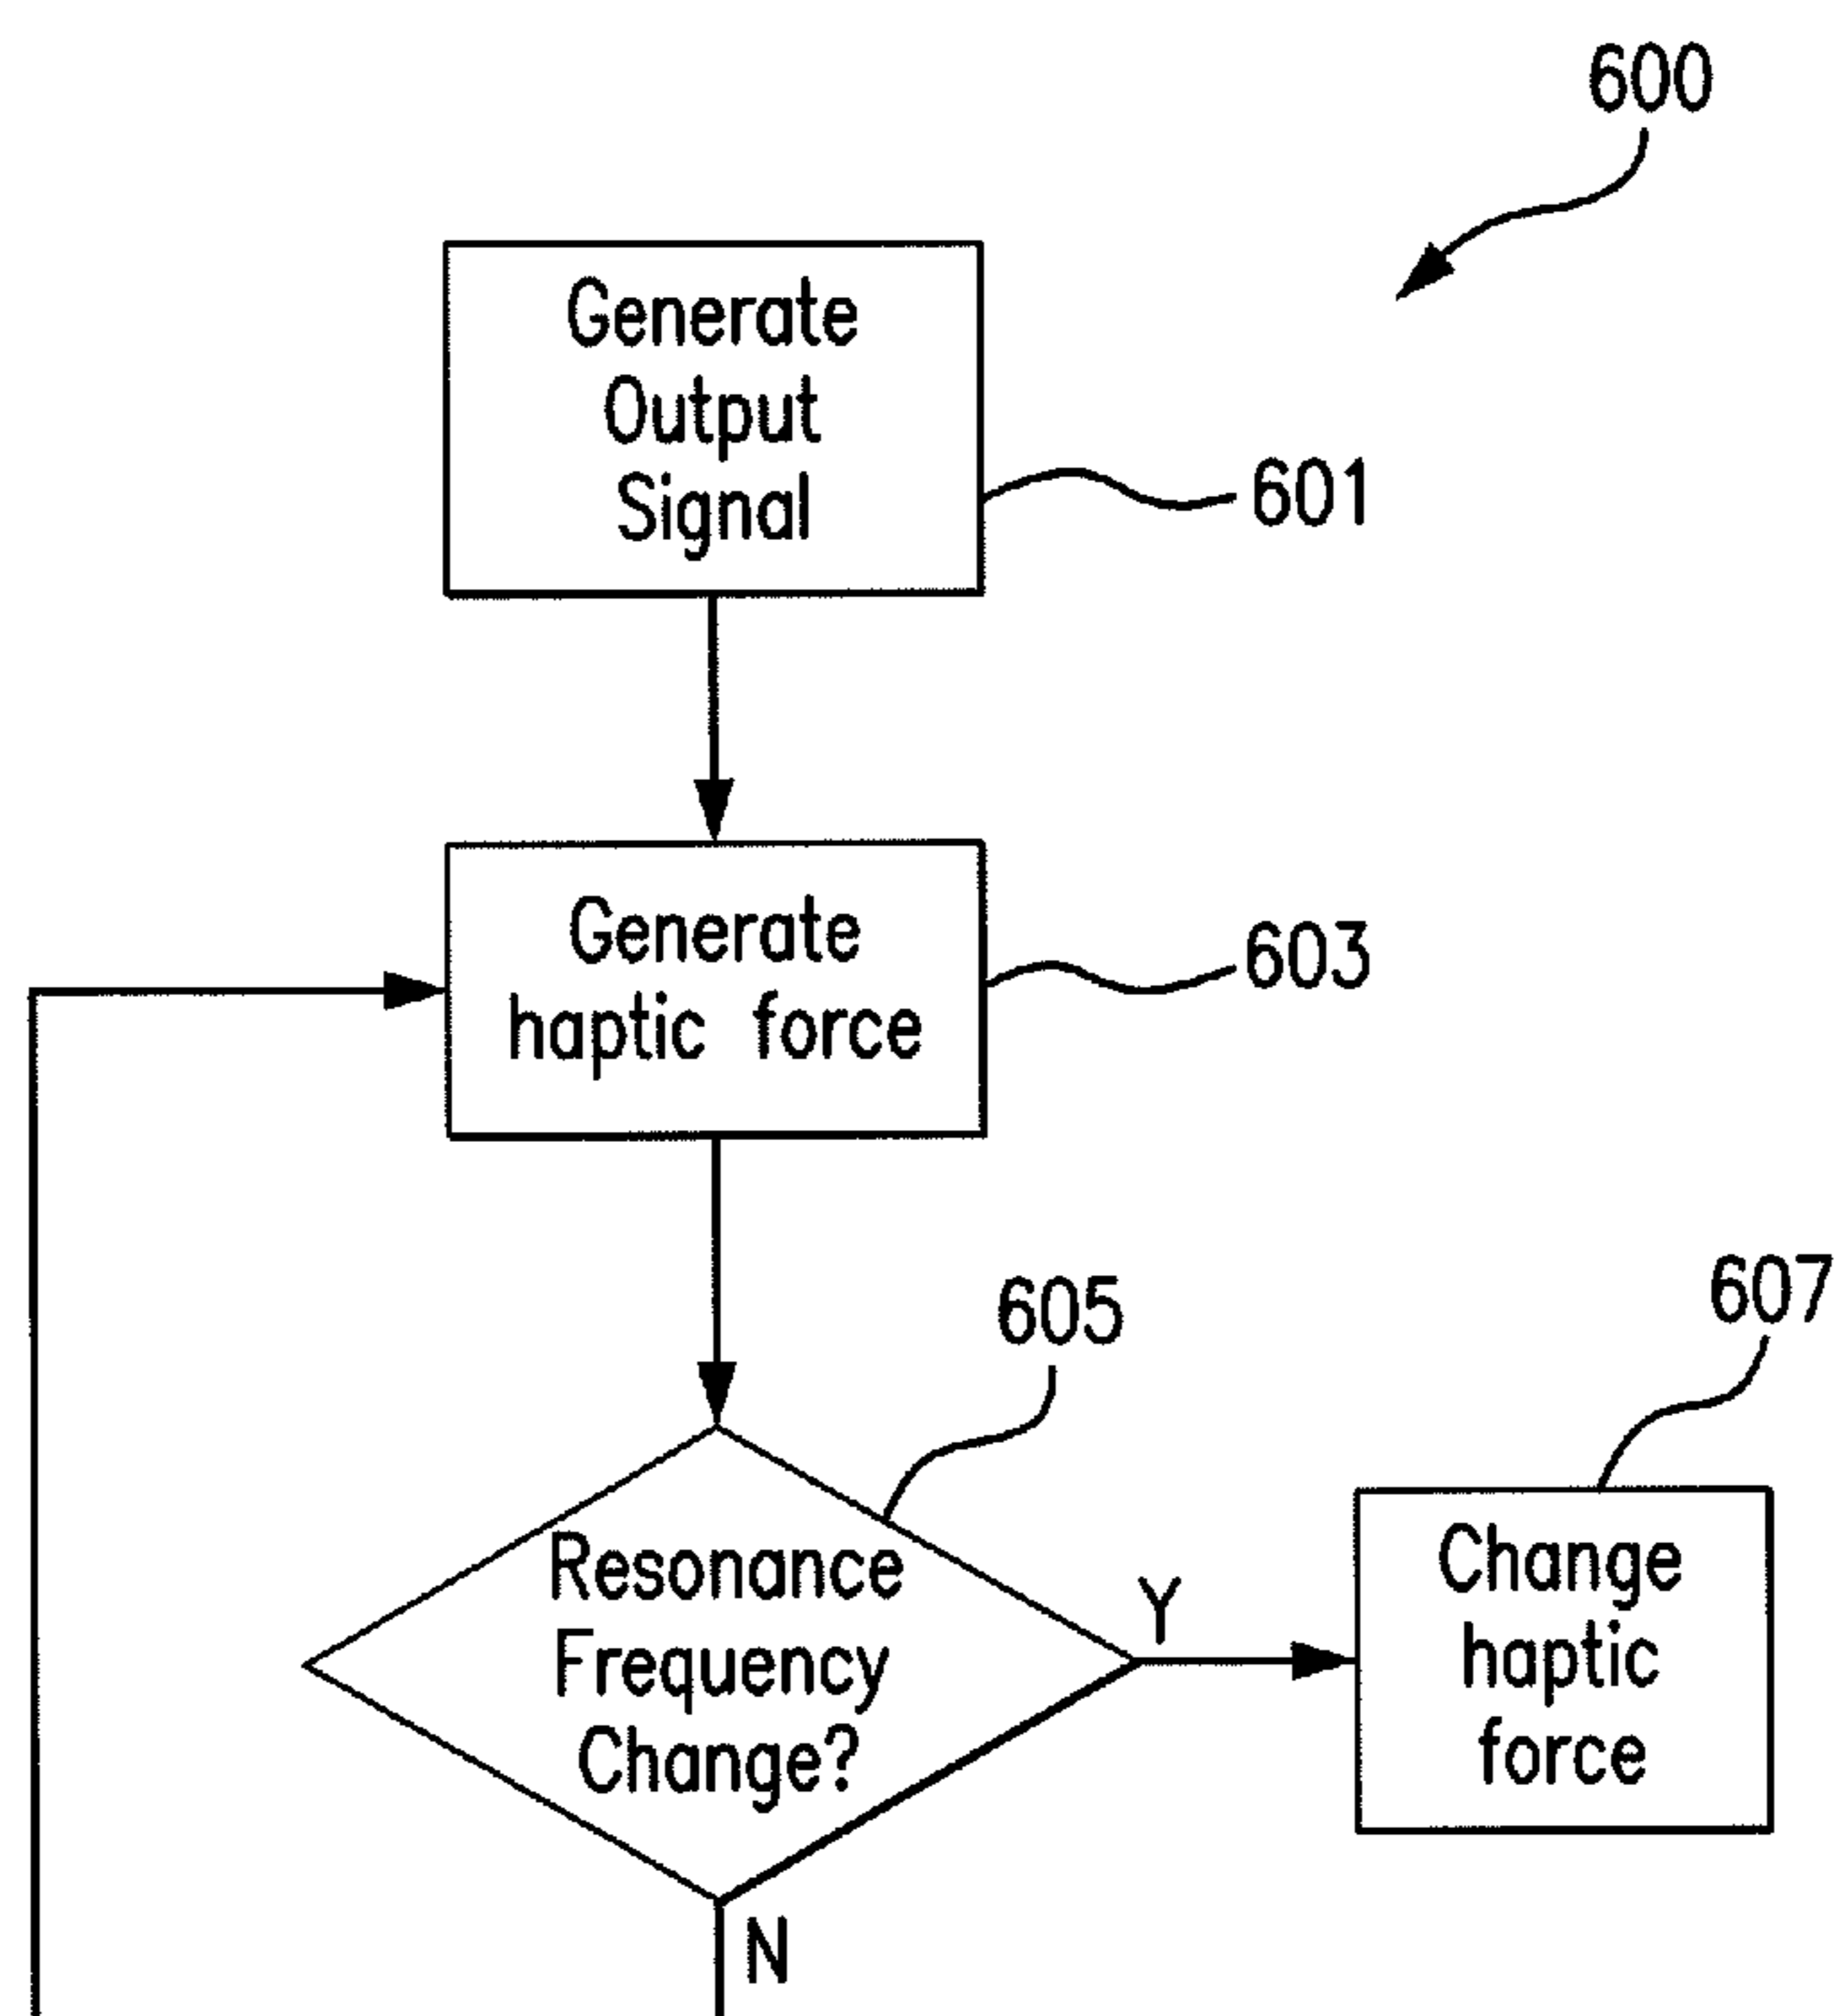 600
Generate
Output
Signal
601
Generate
haptic force
603
605
607
Resonance
Frequency
Change?
Y
Change
haptic
force
N